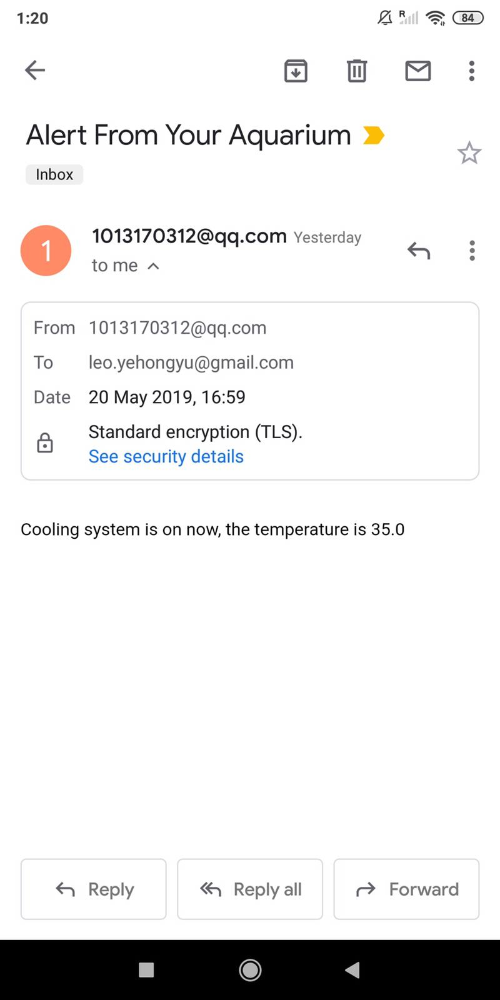 1:20
R
84
Alert From Your Aquarium
Inbox
1
1013170312@qq.com Yesterday
to me
From 1013170312@qq.com
To leo.yehongyu@gmail.com
Date 20 May 2019, 16:59
Standard encryption (TLS).
See security details
Cooling system is on now, the temperature is 35.0
Reply Reply all Forward